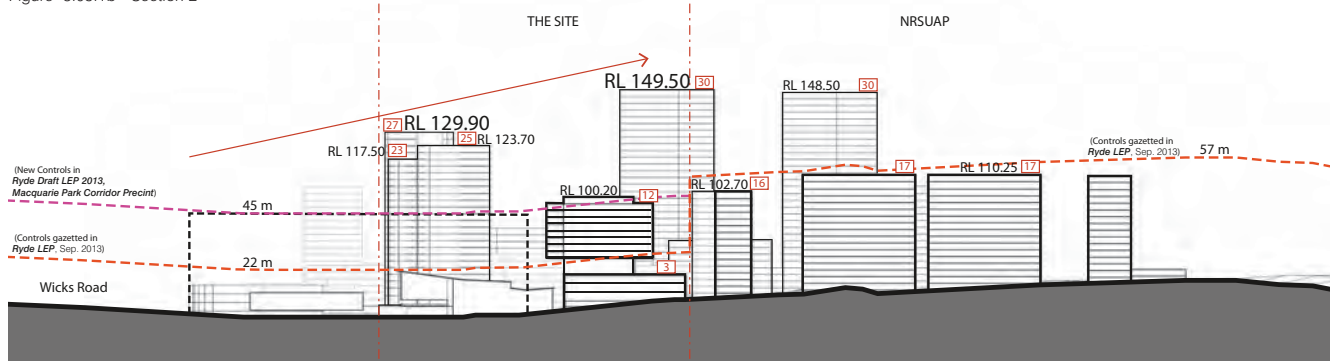 THE SITE
NRSUAP
RL 149.50 30
RL 148.50 30
27 RL 129.90
25 RL 123.70
RL 117.50 23
(Controls gazetted in
Ryde LEP, Sep. 2013)
57 m
17
RL 110.25 17
(New Controls in
Ryde Draft LEP 2013,
Macquarie Park Corridor Precint)
45 m
RL 100.20
12
RL 102.70 16
(Controls gazetted in
Ryde LEP, Sep. 2013)
22 m
3
Wicks Road